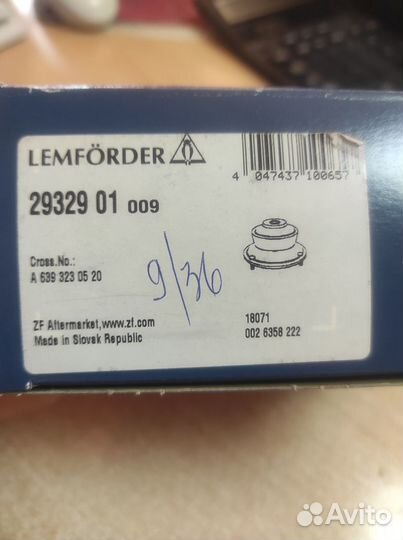 LEMFÖRDER
4 047437 100657
29329 01 009
Cross.No.:
A 639 323 05 20
9/36
ZF Aftermarket,www.zf.com
Made in Slovak Republic
18071
002 6358 222
Avito